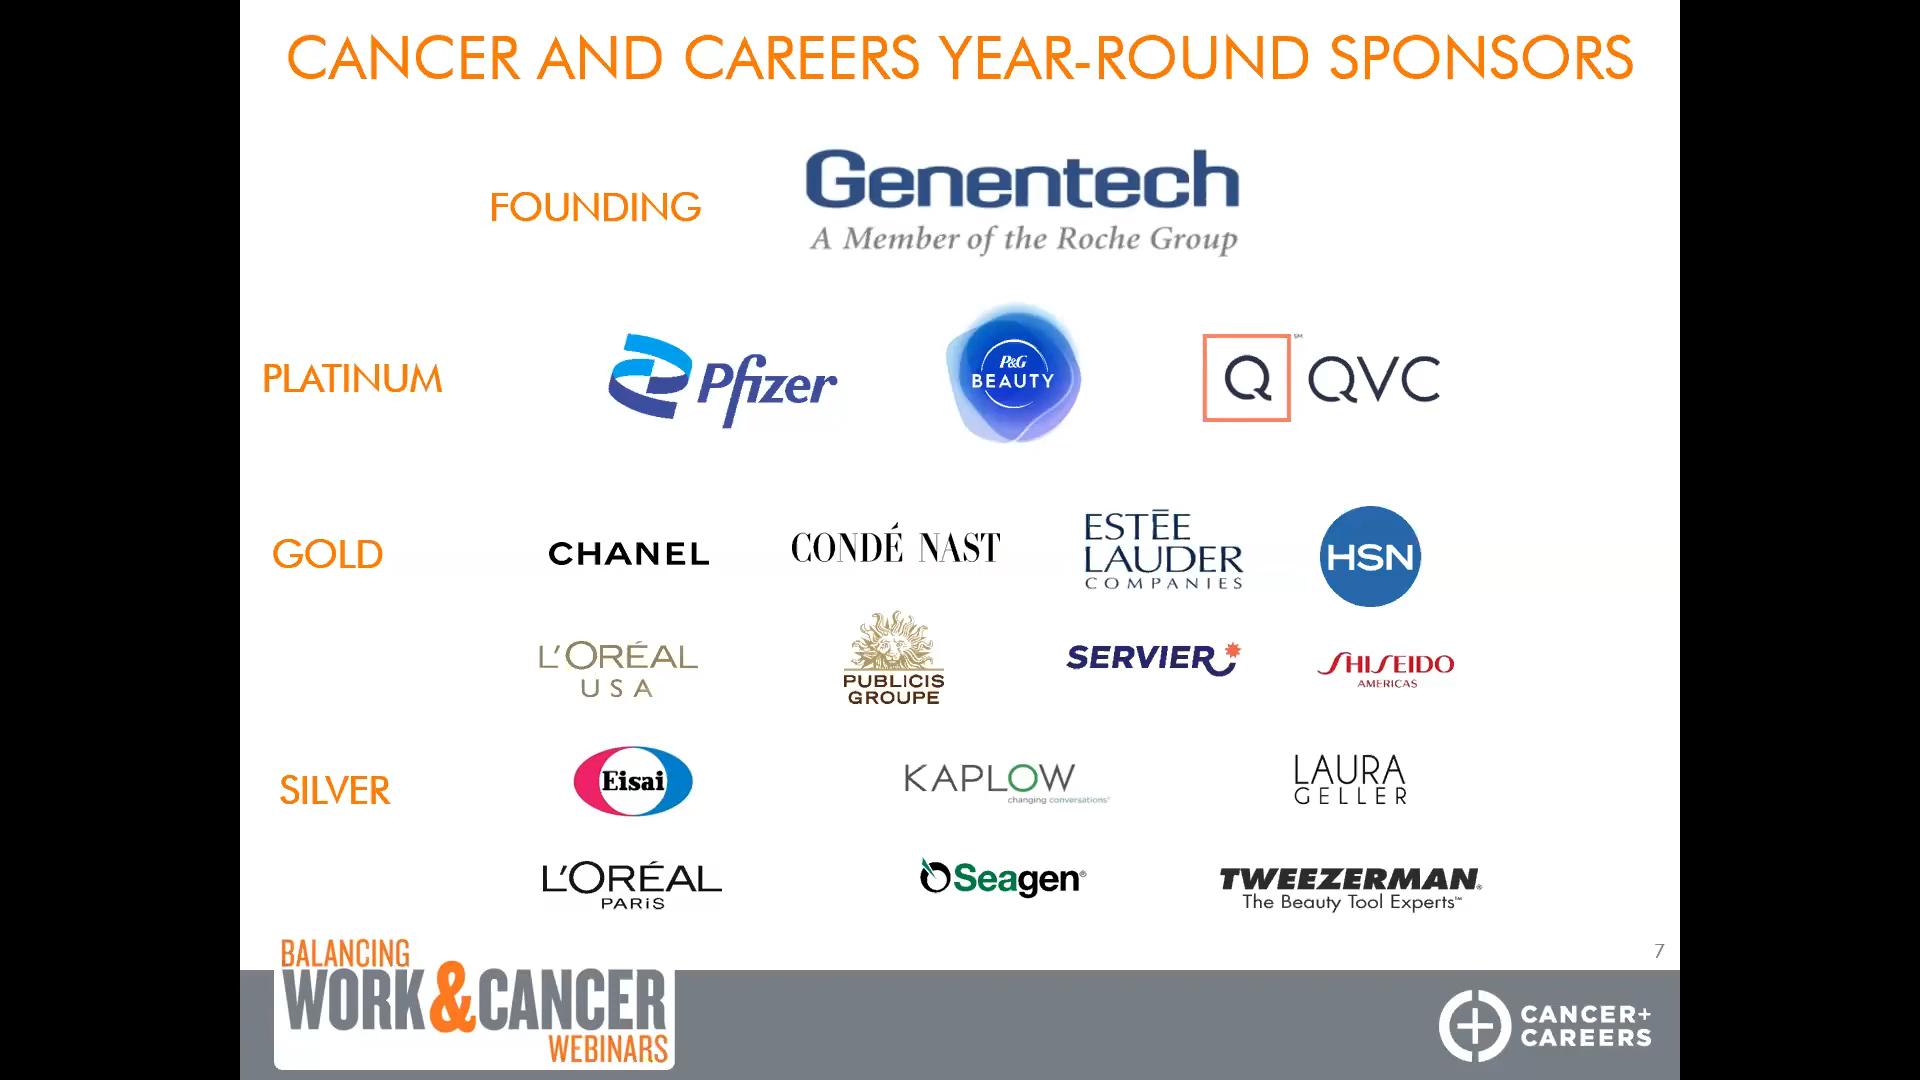 CANCER AND CAREERS YEAR-ROUND SPONSORS
FOUNDING
Genentech
A Member of the Roche Group
PLATINUM
Pfizer
P&G
BEAUTY
Q QVC
SM
GOLD
CHANEL
CONDÉ NAST
ESTĒE
LAUDER
COMPANIES
HSN
L'ORÉAL
USA
PUBLICIS
GROUPE
SERVIER
SHISEIDO
AMERICAS
SILVER
Eisai
KAPLOW
changing conversations®
LAURA
GELLER
L'ORÉAL
PARiS
Seagen®
TWEEZERMAN®
The Beauty Tool Experts™
BALANCING
WORK&CANCER
WEBINARS
7
CANCER+
CAREERS